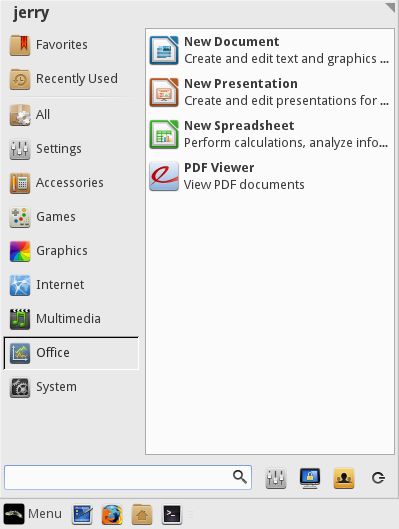 jerry
Favorites
Recently Used
All
Settings
Accessories
Games
Graphics
Internet
Multimedia
Office
System
New Document
Create and edit text and graphics ...
New Presentation
Create and edit presentations for ...
New Spreadsheet
Perform calculations, analyze info...
PDF Viewer
View PDF documents
Menu